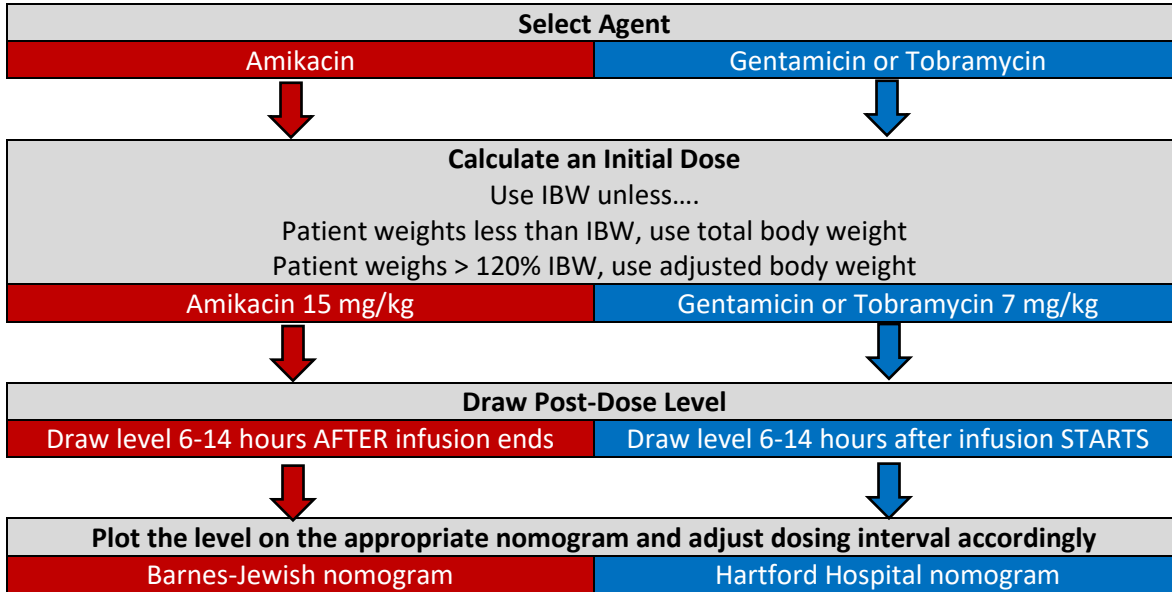 Select Agent
Amikacin
Gentamicin or Tobramycin
Calculate an Initial Dose
Use IBW unless....
Patient weights less than IBW, use total body weight
Patient weighs > 120% IBW, use adjusted body weight
Amikacin 15 mg/kg
Gentamicin or Tobramycin 7 mg/kg
Draw Post-Dose Level
Draw level 6-14 hours AFTER infusion ends
Draw level 6-14 hours after infusion STARTS
Plot the level on the appropriate nomogram and adjust dosing interval accordingly
Barnes-Jewish nomogram
Hartford Hospital nomogram